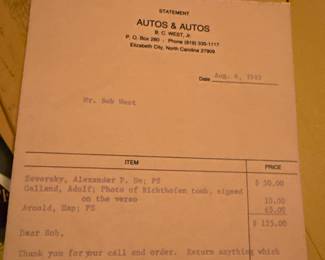 STATEMENT
AUTOS & AUTOS
B. C. WEST, Jr.
P. O. Box 280 - Phone (919) 335-1117
Elizabeth City, North Carolina 27909
Date Aug. 4, 1983
Mr. Bob West
ITEM PRICE
Seversky, Alexander P. De; PS $ 50.00
Galland, Adolf; Photo of Richthofen tomb, signed
on the verso 10.00
Arnold, Hap; PS 65.00
$ 125.00
Dear Bob,
Thank you for your call and order. Return anything which